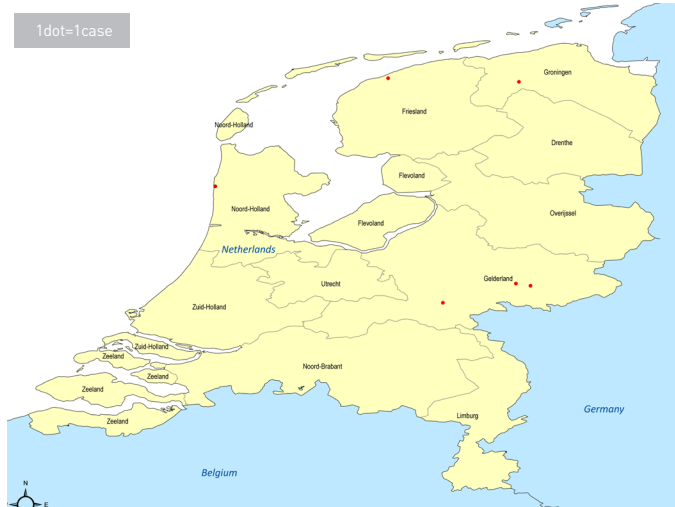 1dot=1case
Groningen
Friesland
Noord-Holland
Drenthe
Flevoland
Noord-Holland
Overijssel
Flevoland
Netherlands
Gelderland
Utrecht
Zuid-Holland
Zuid-Holland
Zeeland
Noord-Brabant
Zeeland
Zeeland
Germany
Limburg
Zeeland
Belgium
N
E